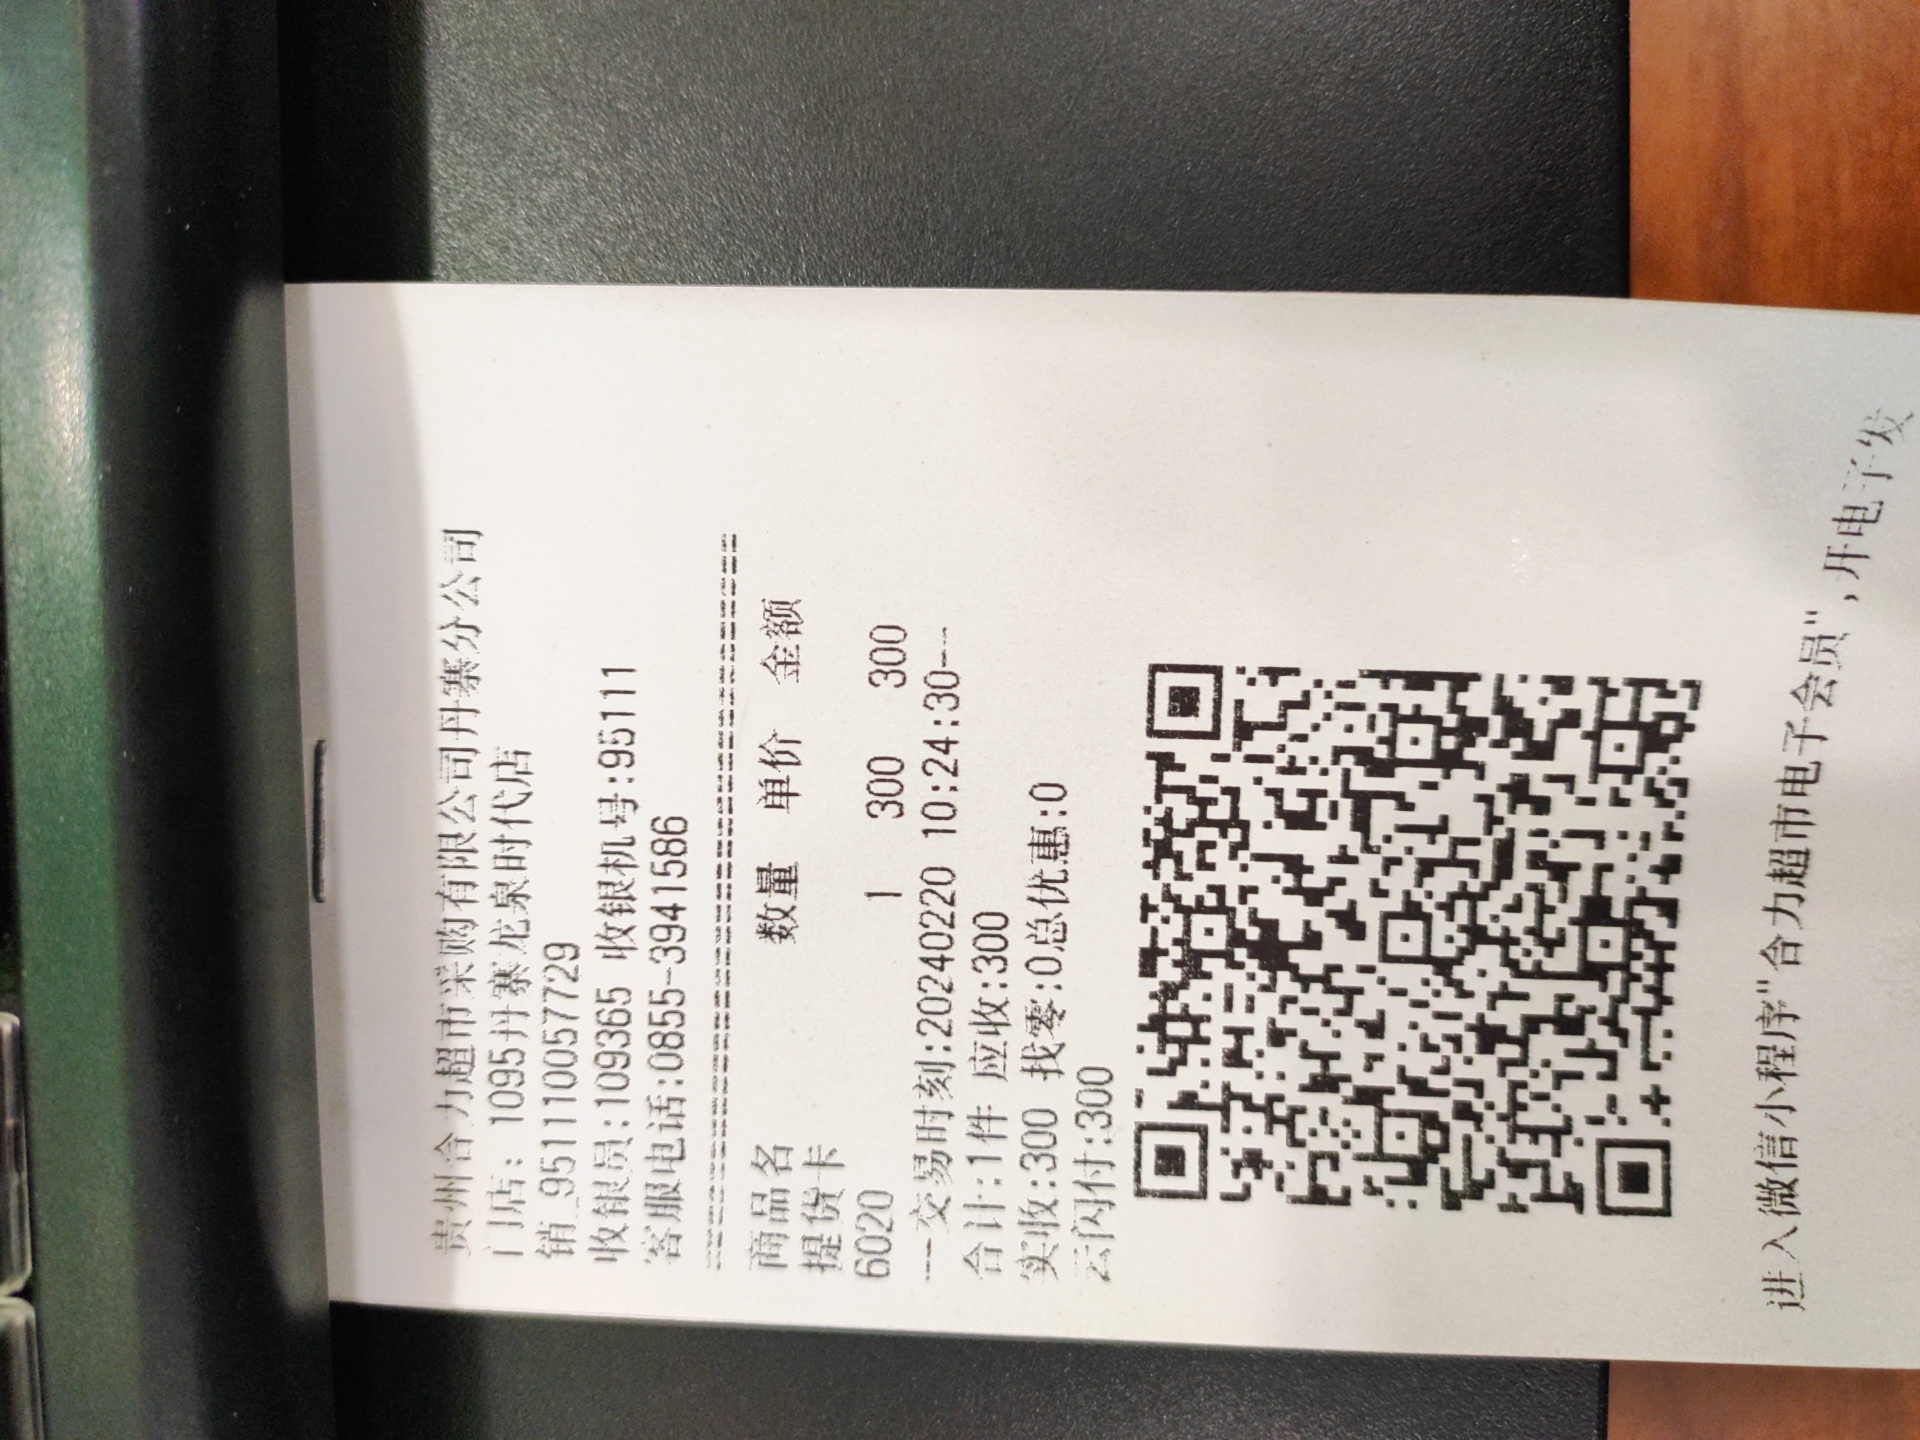 贵州合力超市采购有限公司丹寨分公司
门店: 1095丹寨龙泉时代店
销_951110057729
收银员:109365 收银机号:95111
客服电话:0855-3941586
商品名 数量 单价 金额
提货卡
6020 1 300 300
--交易时刻:20240220 10:24:30--
合计:1件 应收:300
实收:300 找零:0总优惠:0
云闪付:300
进入微信小程序"合力超市电子会员",开电子发